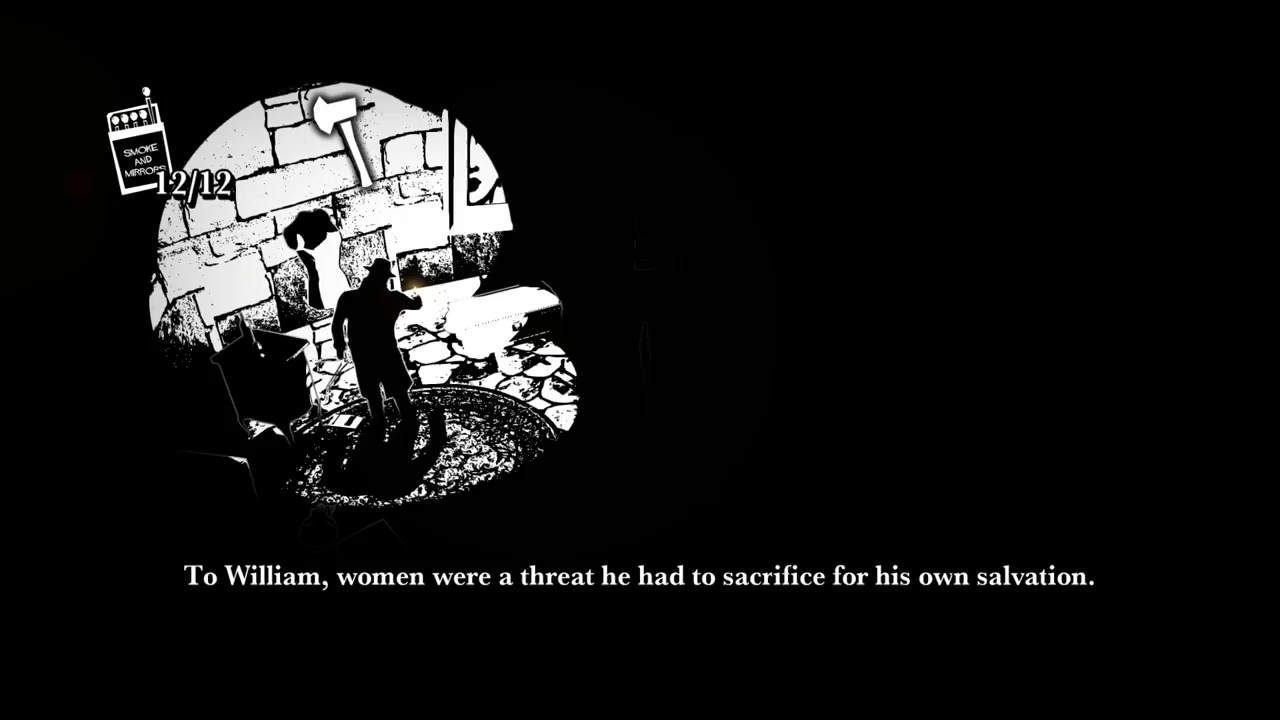 SMOKE
AND
MIRRORS
12/12
To William, women were a threat he had to sacrifice for his own salvation.